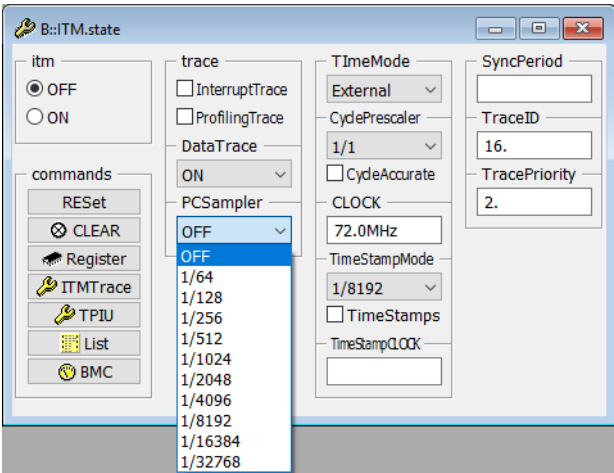 B::ITM.state
itm
OFF
ON
commands
RESet
CLEAR
Register
ITMTrace
TPIU
List
BMC
trace
InterruptTrace
ProfilingTrace
DataTrace
ON
PCSampler
OFF
OFF
1/64
1/128
1/256
1/512
1/1024
1/2048
1/4096
1/8192
1/16384
1/32768
TImeMode
External
CyclePrescaler
1/1
CycleAccurate
CLOCK
72.0MHz
TimeStampMode
1/8192
TimeStamps
TimeStampCLOCK
SyncPeriod
TraceID
16.
TracePriority
2.